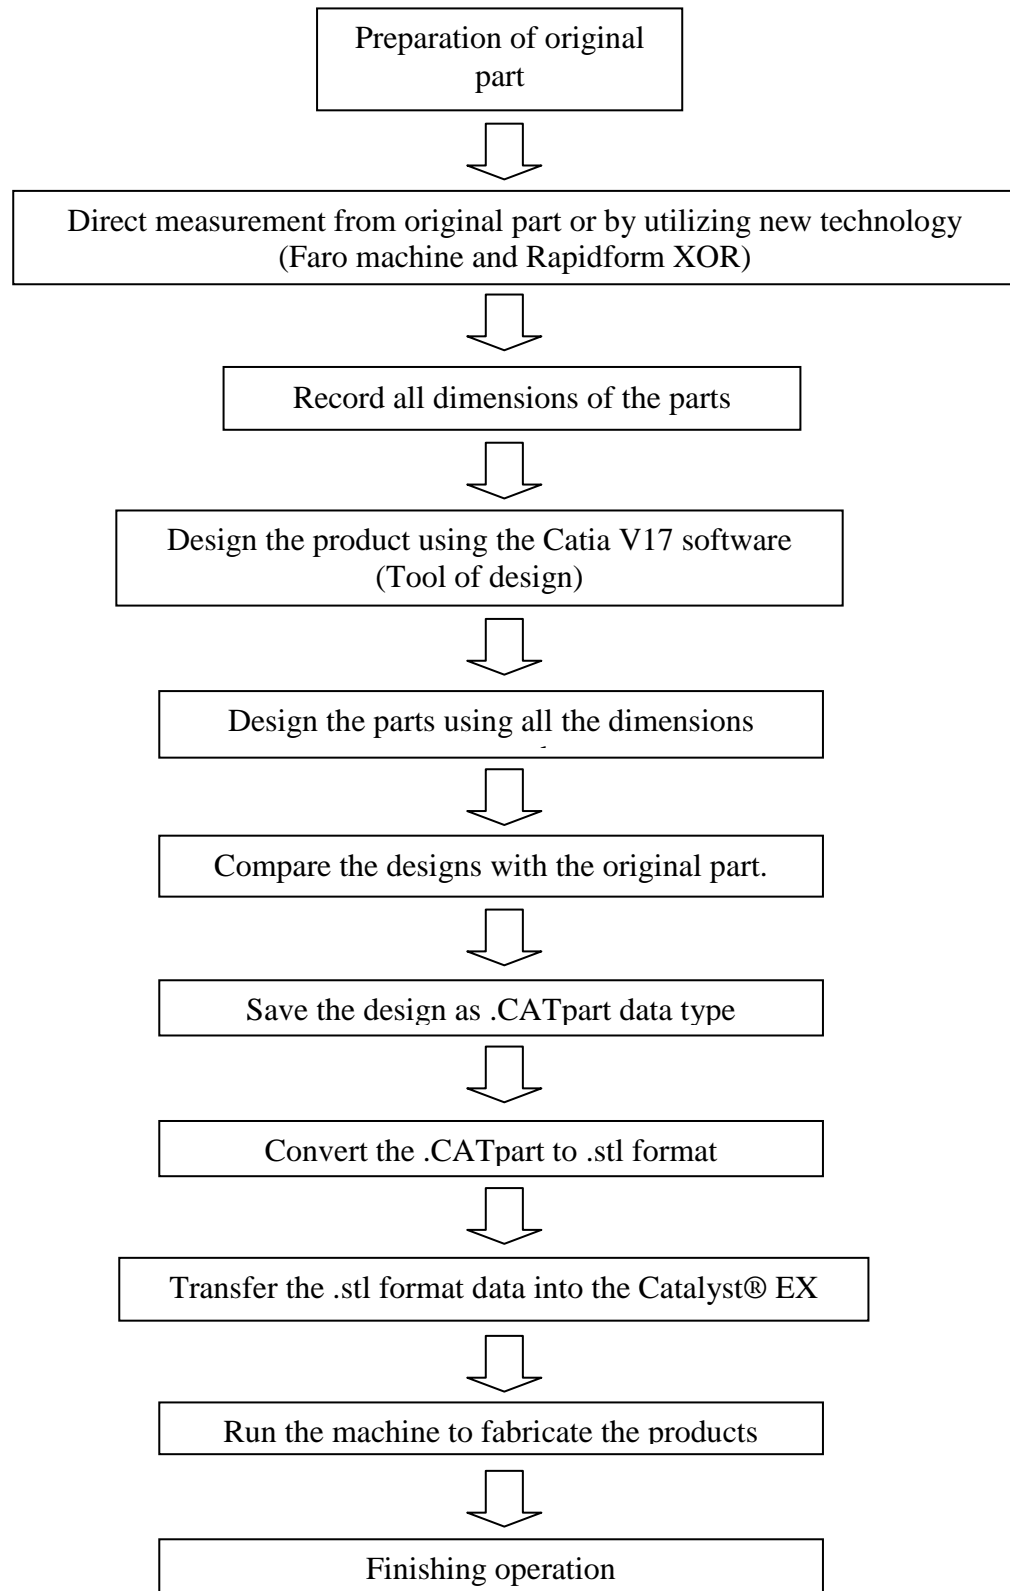 Preparation of original
part
Direct measurement from original part or by utilizing new technology
(Faro machine and Rapidform XOR)
Record all dimensions of the parts
Design the product using the Catia V17 software
(Tool of design)
Design the parts using all the dimensions
Compare the designs with the original part.
Save the design as .CATpart data type
Convert the .CATpart to .stl format
Transfer the .stl format data into the Catalyst® EX
Run the machine to fabricate the products
Finishing operation